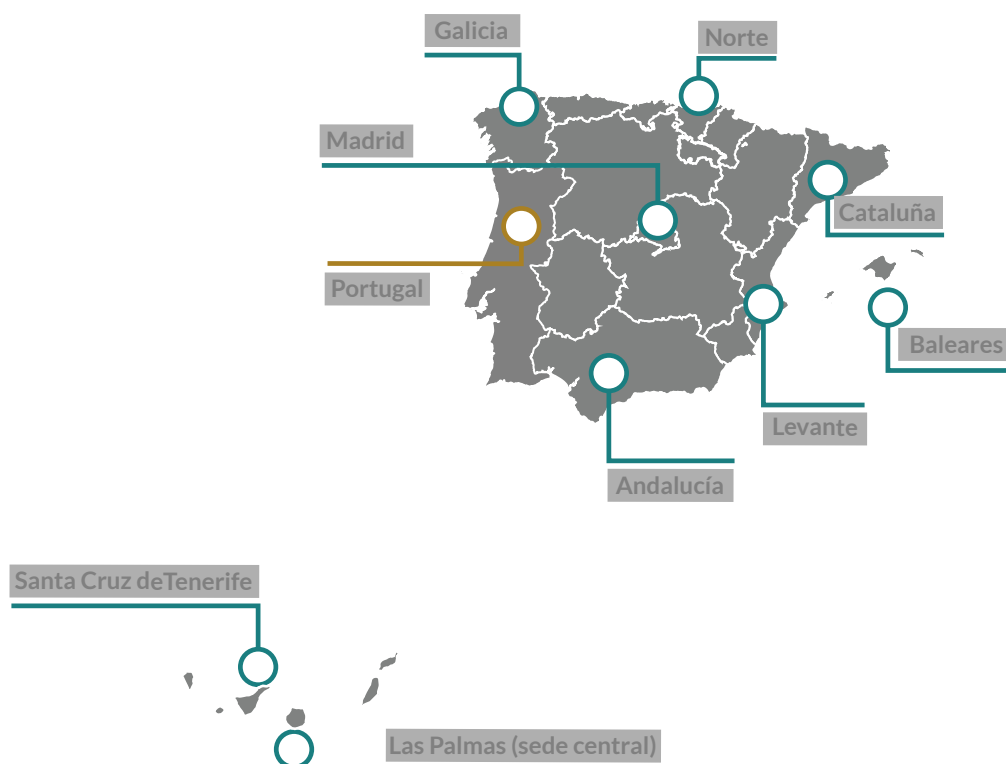 Galicia
Norte
Madrid
Cataluña
Portugal
Baleares
Levante
Andalucía
Santa Cruz deTenerife
Las Palmas (sede central)